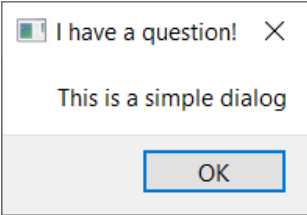 I have a question!
This is a simple dialog
OK